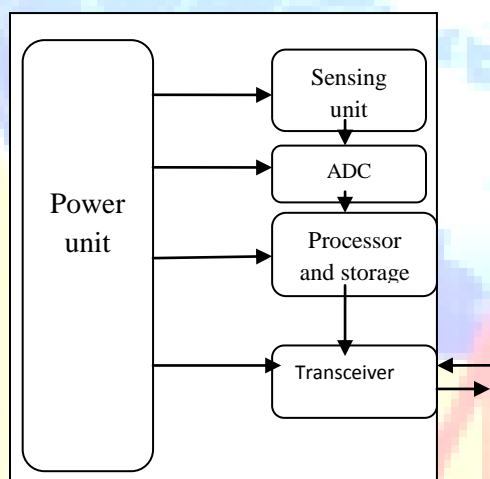 Power
unit
Sensing
unit
ADC
Processor
and storage
Transceiver